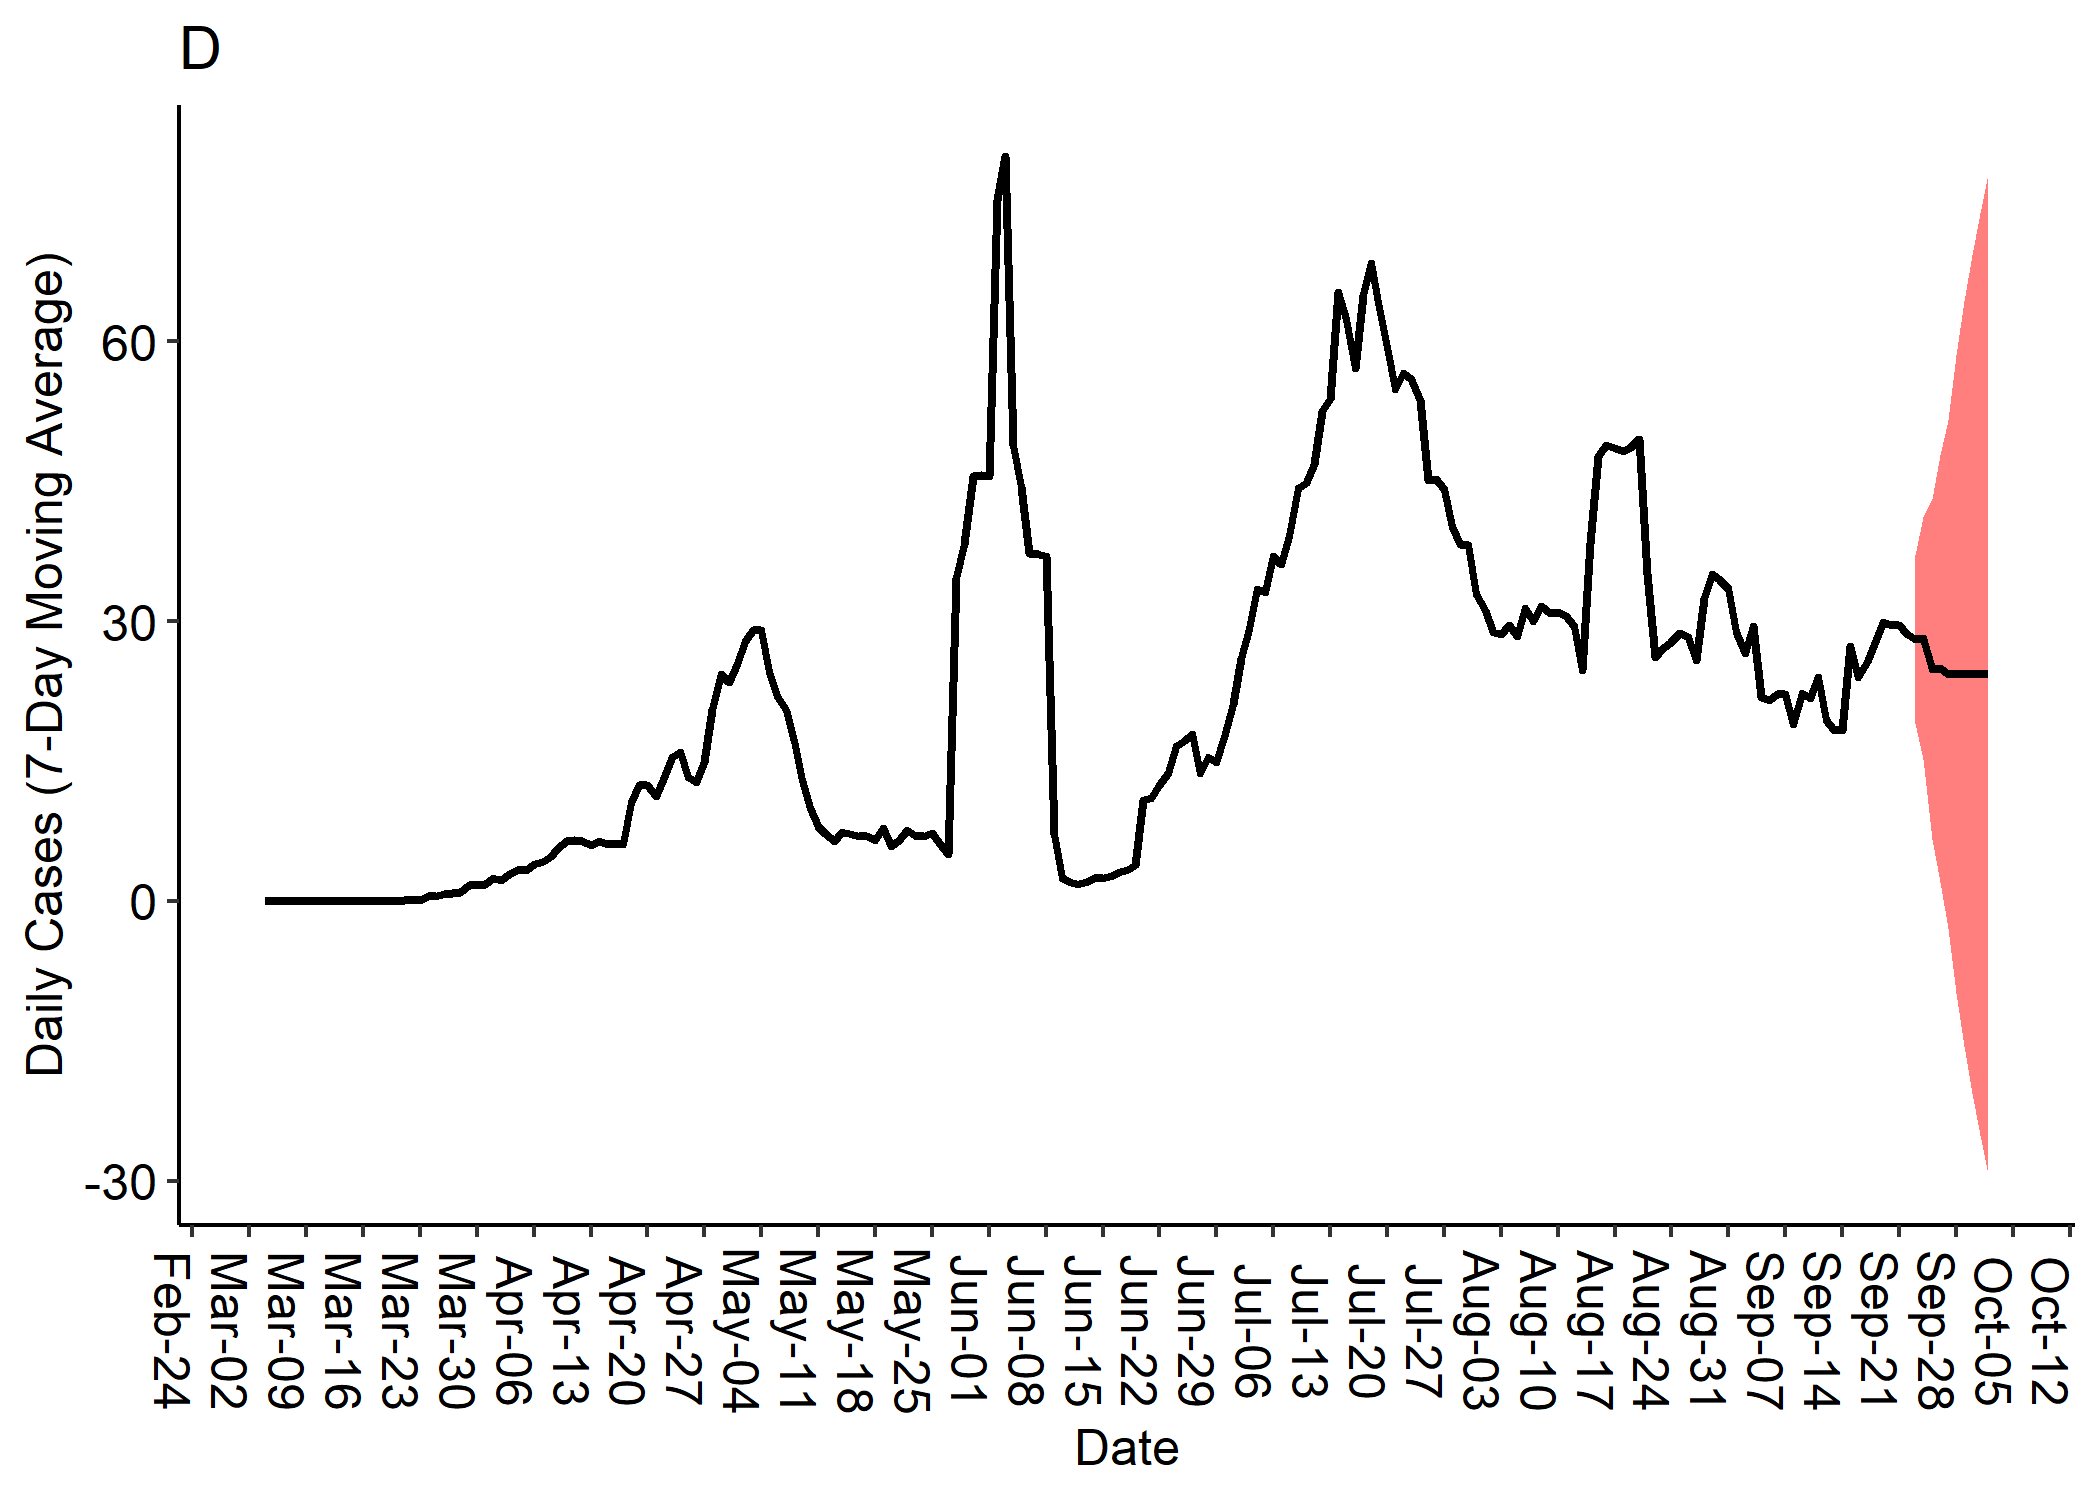 D
Daily Cases (7-Day Moving Average)
60
30
0
-30
Feb-24
Mar-02
Mar-09
Mar-16
Mar-23
Mar-30
Apr-06
Apr-13
Apr-20
Apr-27
May-04
May-11
May-18
May-25
Jun-01
Jun-08
Jun-15
Jun-22
Jun-29
Jul-06
Jul-13
Jul-20
Jul-27
Aug-03
Aug-10
Aug-17
Aug-24
Aug-31
Sep-07
Sep-14
Sep-21
Sep-28
Oct-05
Oct-12
Date